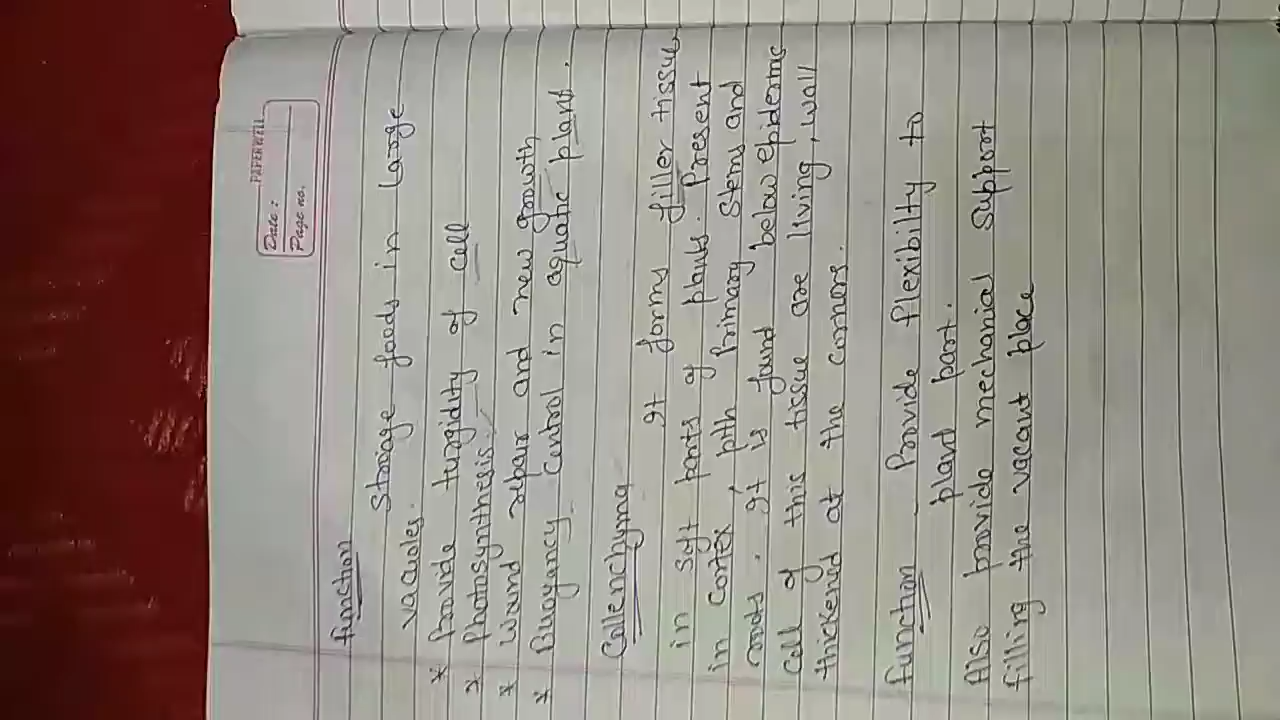 PAPERWELL
Date :
Page no.
function
Storage foods in large
vacuoles.
* Provide turgidity of cell
* Photosynthesis.
* Wound repair and new growth
* Buoyancy control in aquatic plant.
Collenchyma
It forms filler tissue
in soft parts of plants. Present
in cortex, pith Primary Stems and
roots. It is found below epidermis
Cell of this tissue are living, wall
thickened at the corners.
function - Provide flexibilty to
plant part.
Also provide mechanial Support
filling the vacant place